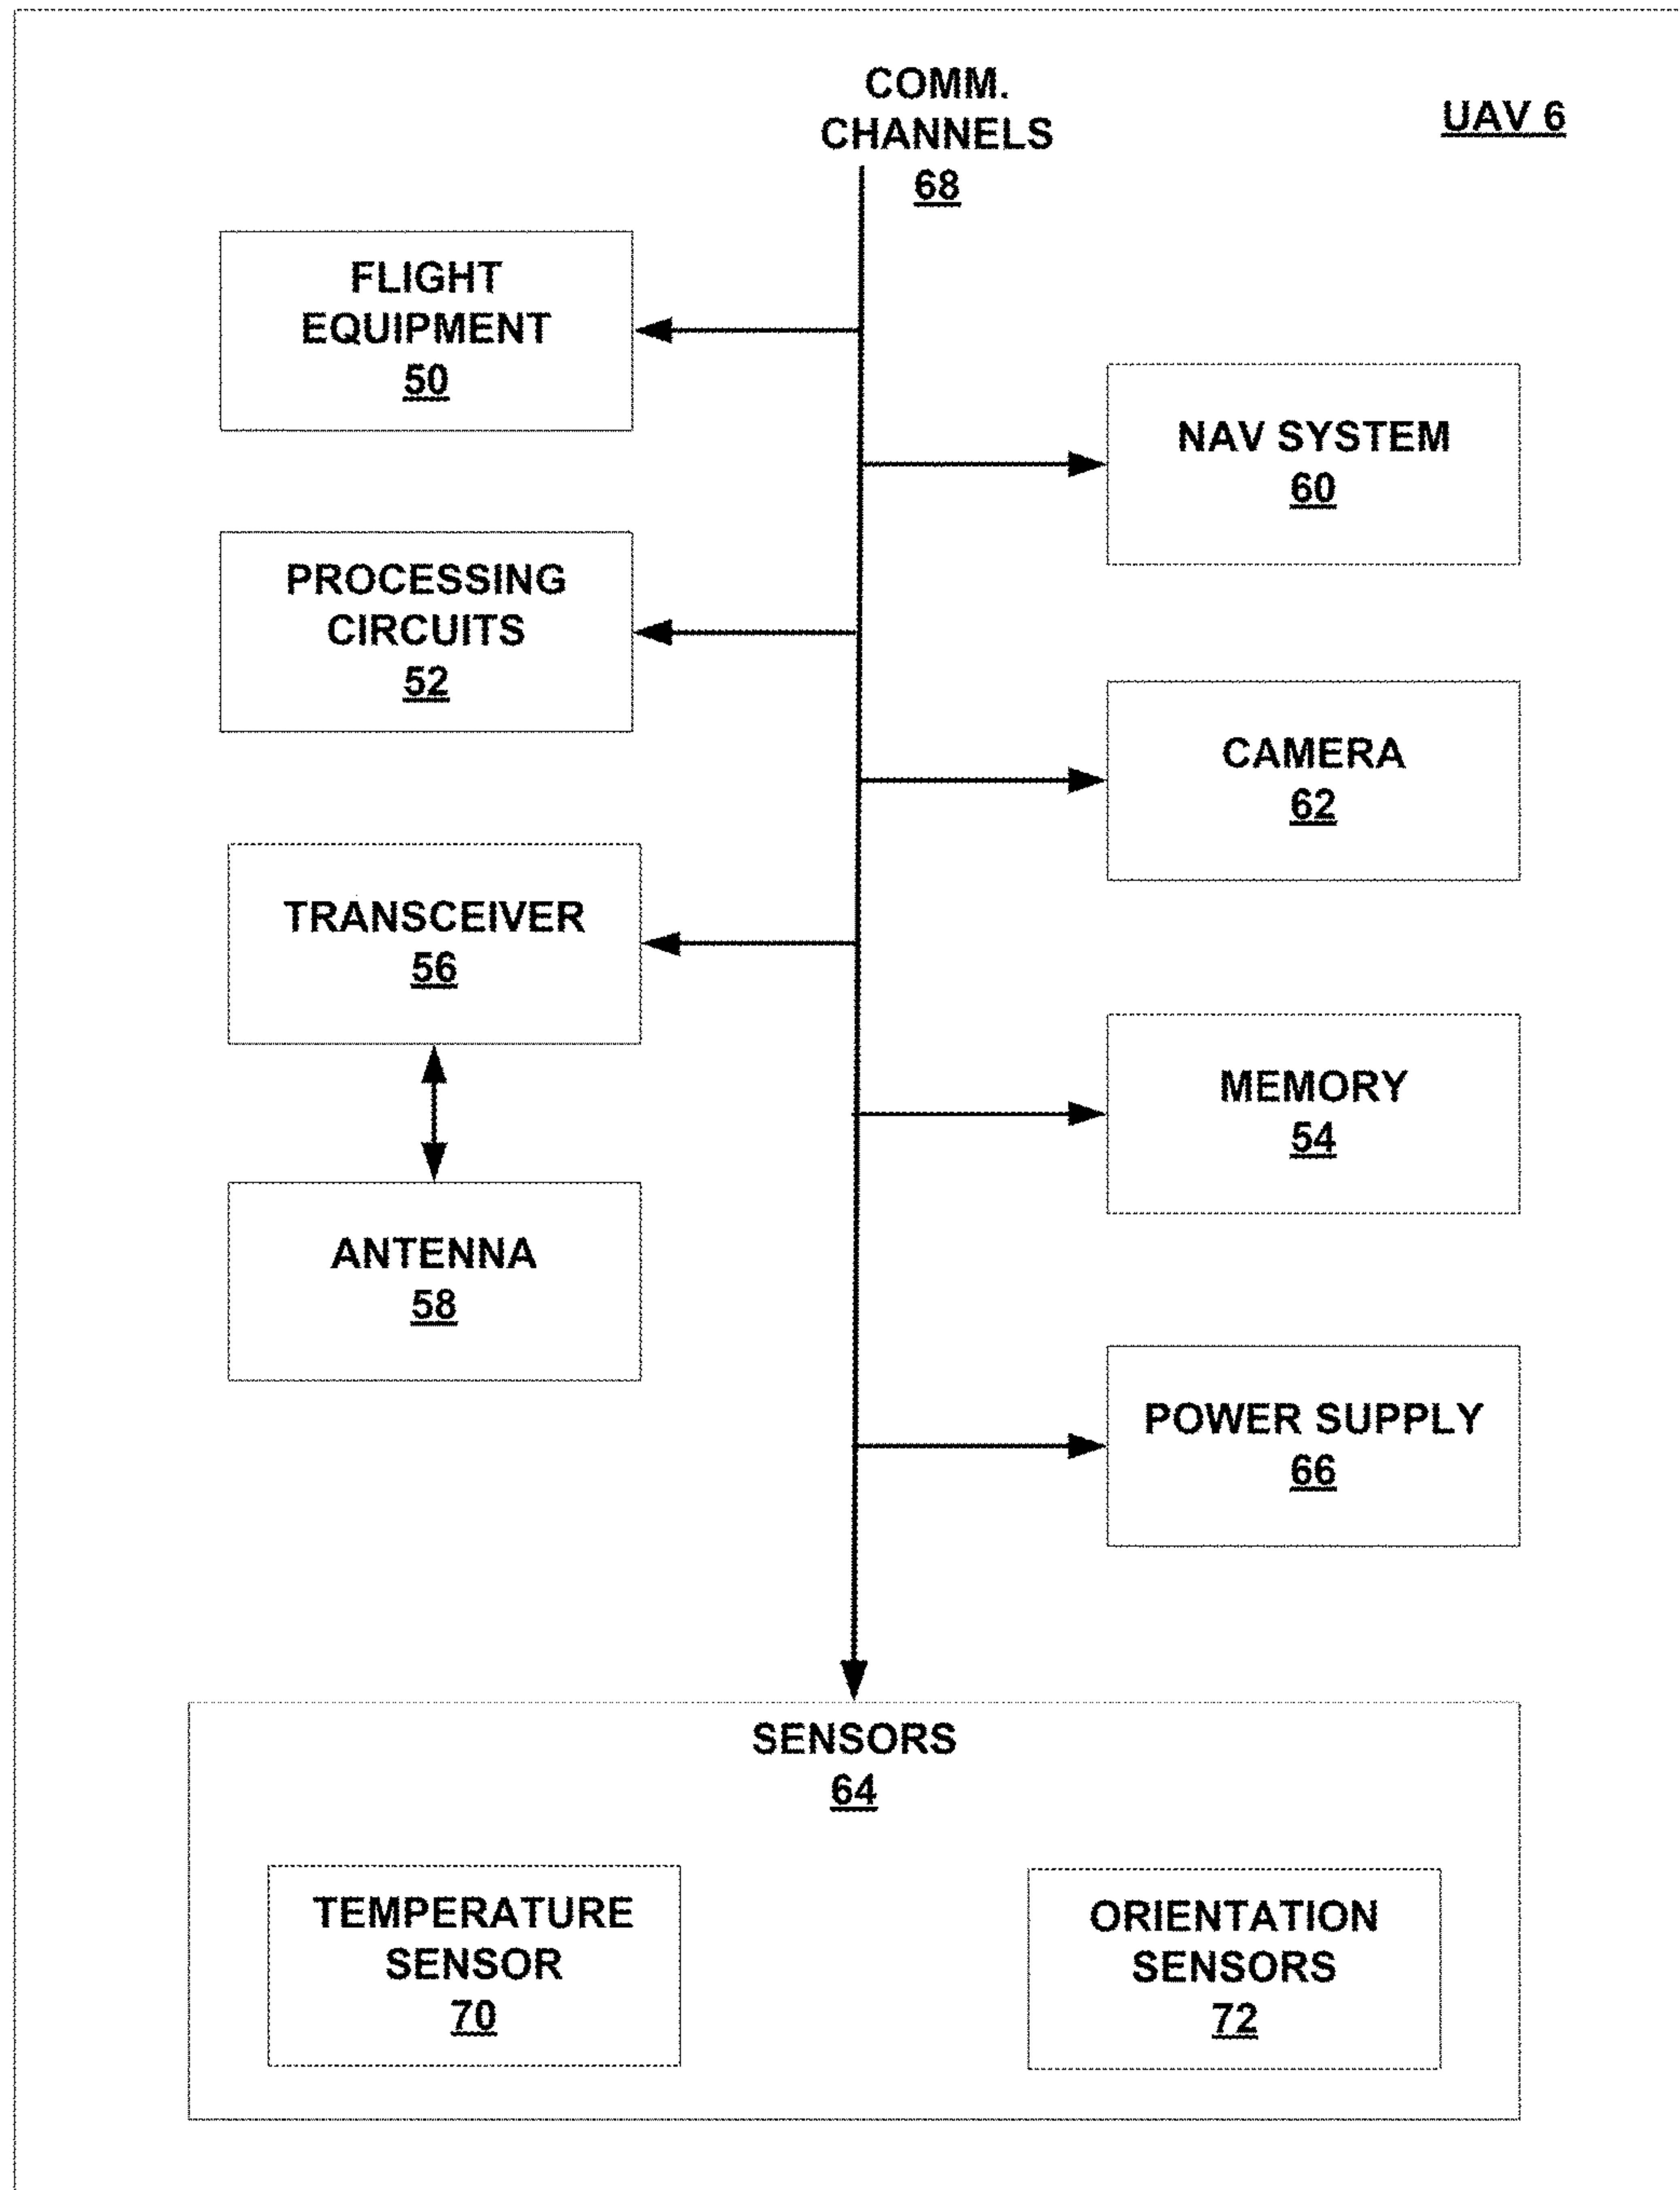 COMM.
CHANNELS
68
UAV 6
FLIGHT
EQUIPMENT
50
NAV SYSTEM
60
PROCESSING
CIRCUITS
52
CAMERA
62
TRANSCEIVER
56
MEMORY
54
ANTENNA
58
POWER SUPPLY
66
SENSORS
64
TEMPERATURE
SENSOR
70
ORIENTATION
SENSORS
72